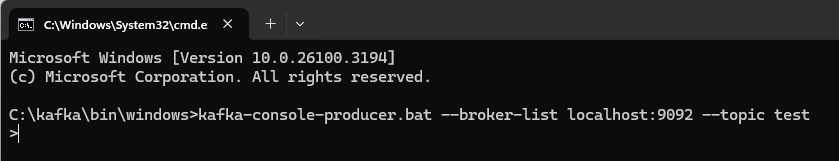 C:\Windows\System32\cmd.e
Microsoft Windows [Version 10.0.26100.3194]
(c) Microsoft Corporation. All rights reserved.
C:\kafka\bin\windows>kafka-console-producer.bat --broker-list localhost:9092 --topic test
>